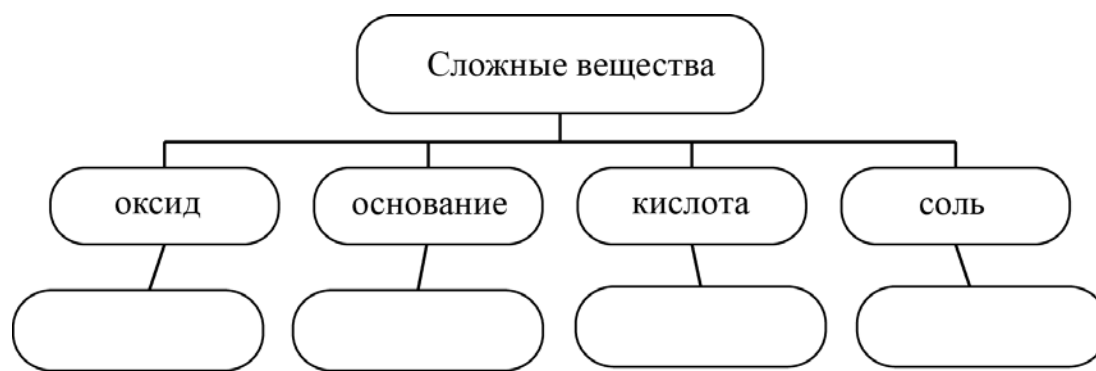 Сложные вещества
оксид
основание
кислота
соль